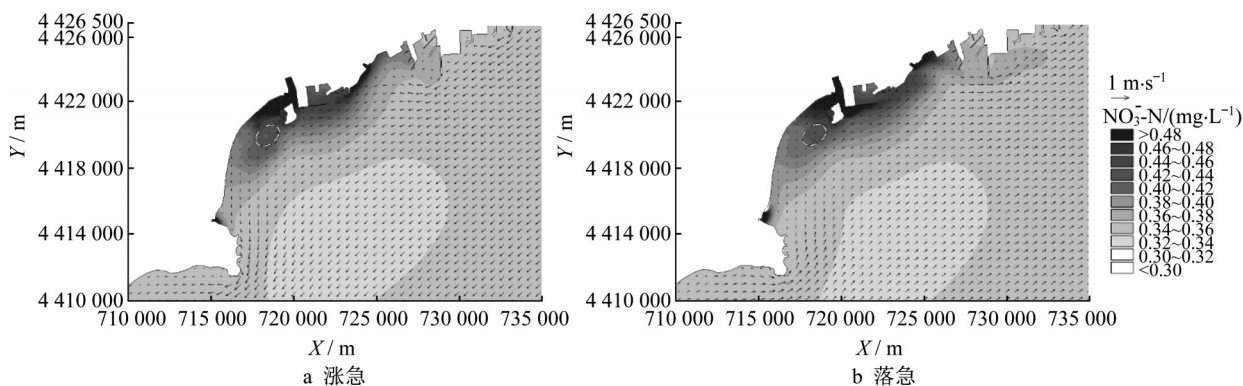 4 426 500
4 426 000
4 422 000
4 418 000
4 414 000
4 410 000
Y / m
710 000 715 000 720 000 725 000 730 000 735 000
X / m
a 涨急
4 426 500
4 426 000
4 422 000
4 418 000
4 414 000
4 410 000
Y / m
710 000 715 000 720 000 725 000 730 000 735 000
X / m
b 落急
1 m·s⁻¹
NO₃⁻-N/(mg·L⁻¹)
>0.48
0.46~0.48
0.44~0.46
0.42~0.44
0.40~0.42
0.38~0.40
0.36~0.38
0.34~0.36
0.32~0.34
0.30~0.32
<0.30